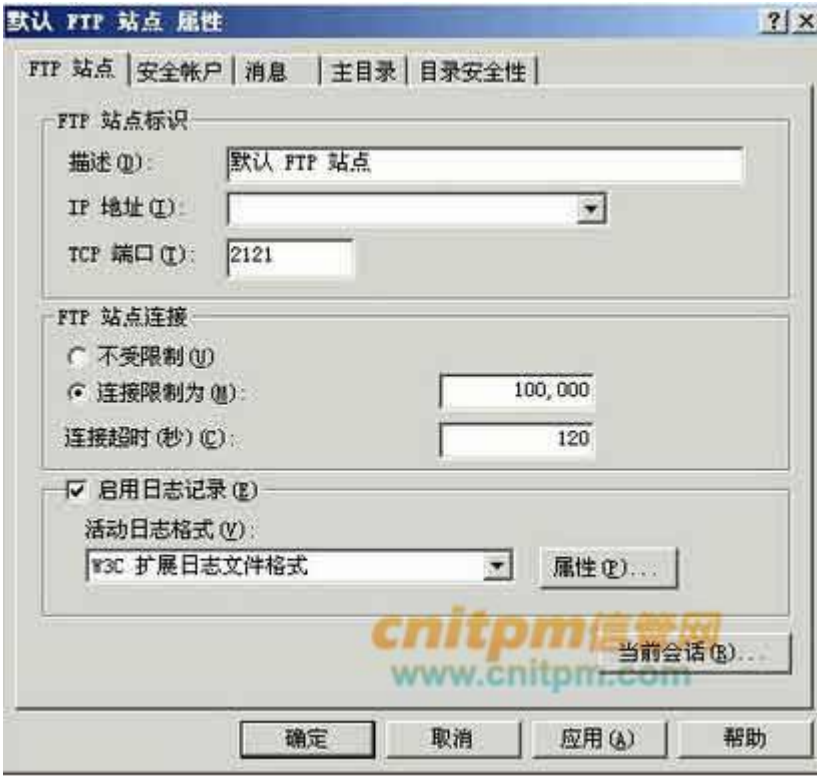 默认 FTP 站点 属性
FTP 站点 安全帐户 消息 主目录 目录安全性
FTP 站点标识
描述(D): 默认 FTP 站点
IP 地址(I):
TCP 端口(T): 2121
FTP 站点连接
不受限制(U)
连接限制为(M): 100,000
连接超时(秒)(C): 120
启用日志记录(E)
活动日志格式(V):
W3C 扩展日志文件格式 属性(P)...
cnitpm信管网
当前会话(R)...
www.cnitpm.com
确定 取消 应用(A) 帮助